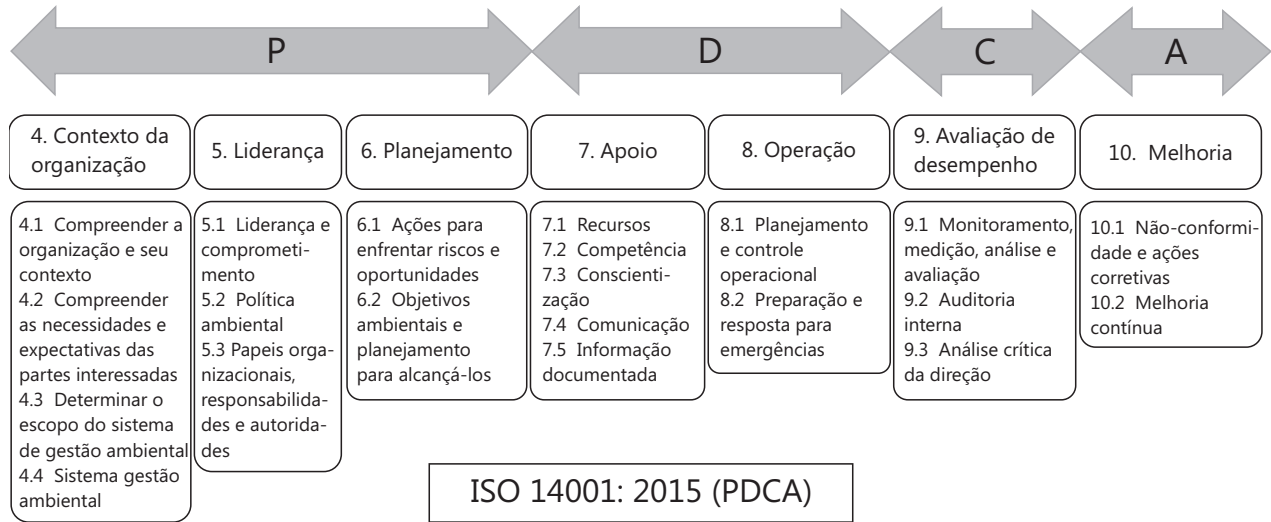 P
D
C
A
4. Contexto da
organização
5. Liderança
6. Planejamento
7. Apoio
8. Operação
9. Avaliação de
desempenho
10. Melhoria
4.1 Compreender a
organização e seu
contexto
4.2 Compreender
as necessidades e
expectativas das
partes interessadas
4.3 Determinar o
escopo do sistema
de gestão ambiental
4.4 Sistema gestão
ambiental
5.1 Liderança e
comprometi-
mento
5.2 Política
ambiental
5.3 Papeis orga-
nizacionais,
responsabilida-
des e autorida-
des
6.1 Ações para
enfrentar riscos e
oportunidades
6.2 Objetivos
ambientais e
planejamento
para alcançá-los
7.1 Recursos
7.2 Competência
7.3 Conscienti-
zação
7.4 Comunicação
7.5 Informação
documentada
8.1 Planejamento
e controle
operacional
8.2 Preparação e
resposta para
emergências
9.1 Monitoramento,
medição, análise e
avaliação
9.2 Auditoria
interna
9.3 Análise crítica
da direção
10.1 Não-conformi-
dade e ações
corretivas
10.2 Melhoria
contínua
ISO 14001: 2015 (PDCA)